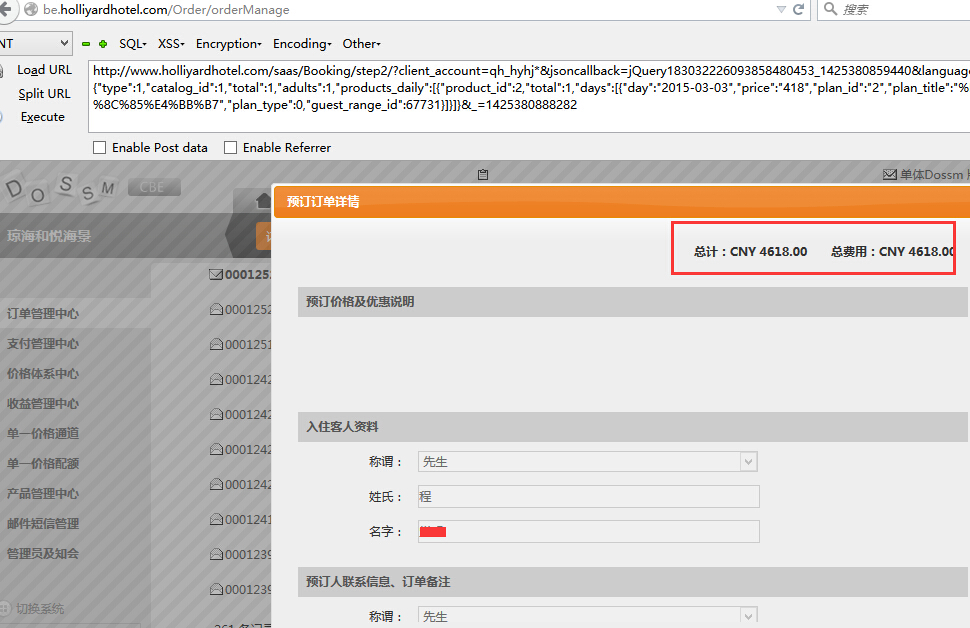 be.holliyardhotel.com/Order/orderManage
搜索
NT
SQL▾ XSS▾ Encryption▾ Encoding▾ Other▾
Load URL
Split URL
Execute
http://www.holliyardhotel.com/saas/Booking/step2/?client_account=qh_hyhj*&jsoncallback=jQuery183032226093858480453_1425380859440&language
{"type":1,"catalog_id":1,"total":1,"adults":1,"products_daily":[{"product_id":2,"total":1,"days":[{"day":"2015-03-03","price":"418","plan_id":"2","plan_title":"%
%8C%85%E4%BB%B7","plan_type":0,"guest_range_id":67731}]}]}&_=1425380888282
Enable Post data Enable Referrer
DOSSM CBE
单体Dossm
琼海和悦海景
预订订单详情
总计：CNY 4618.00 总费用：CNY 4618.00
000125
预订价格及优惠说明
订单管理中心
支付管理中心
价格体系中心
收益管理中心
单一价格通道
单一价格配额
产品管理中心
邮件短信管理
管理员及知会
切换系统
0001252
0001251
0001242
0001242
0001242
0001242
0001241
0001239
0001239
入住客人资料
称谓： 先生
姓氏： 程
名字：
预订人联系信息、订单备注
称谓： 先生